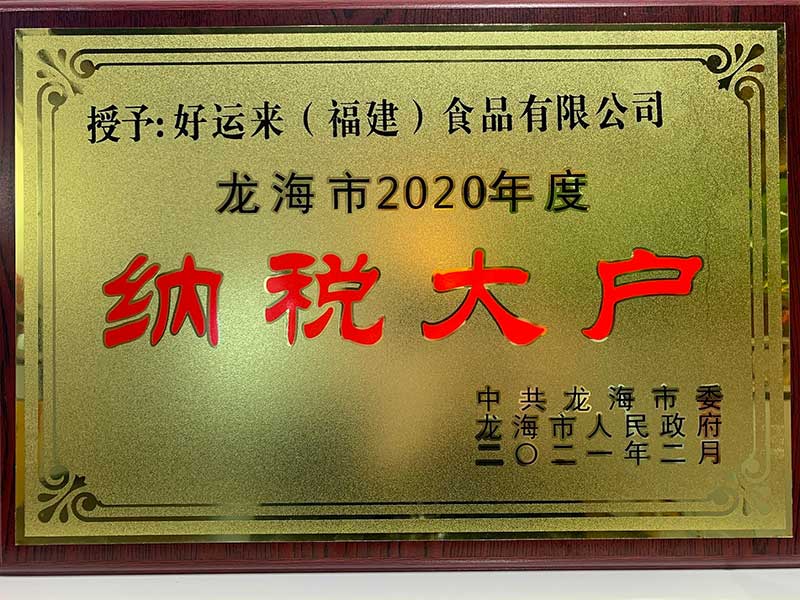 授予:好运来（福建）食品有限公司
龙海市2020年度
纳税大户
中共龙海市委
龙海市人民政府
二〇二一年二月